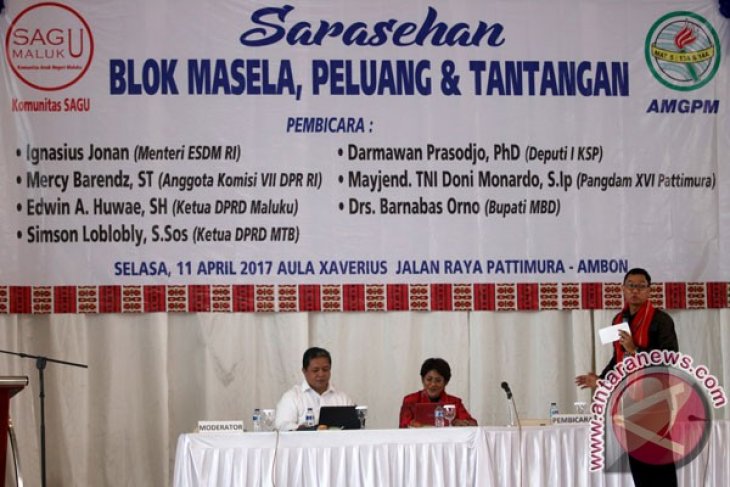 SAGU
MALUKU
Komunitas Anak Negeri Maluku
Komunitas SAGU
Sarasehan
BLOK MASELA, PELUANG & TANTANGAN
AMGPM
PEMBICARA :
• Ignasius Jonan (Menteri ESDM RI)
• Mercy Barendz, ST (Anggota Komisi VII DPR RI)
• Edwin A. Huwae, SH (Ketua DPRD Maluku)
• Simson Loblobly, S.Sos (Ketua DPRD MTB)
• Darmawan Prasodjo, PhD (Deputi I KSP)
• Mayjend. TNI Doni Monardo, S.Ip (Pangdam XVI Pattimura)
• Drs. Barnabas Orno (Bupati MBD)
SELASA, 11 APRIL 2017 AULA XAVERIUS JALAN RAYA PATTIMURA - AMBON
MODERATOR
PEMBICARA
antaranews.com